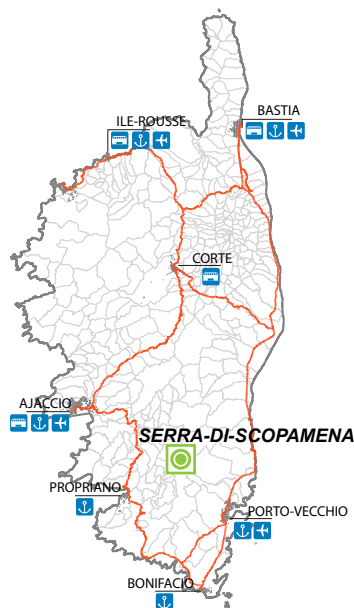 BASTIA
ILE-ROUSSE
CORTE
AJACCIO
SERRA-DI-SCOPAMENA
PROPRIANO
PORTO-VECCHIO
BONIFACIO